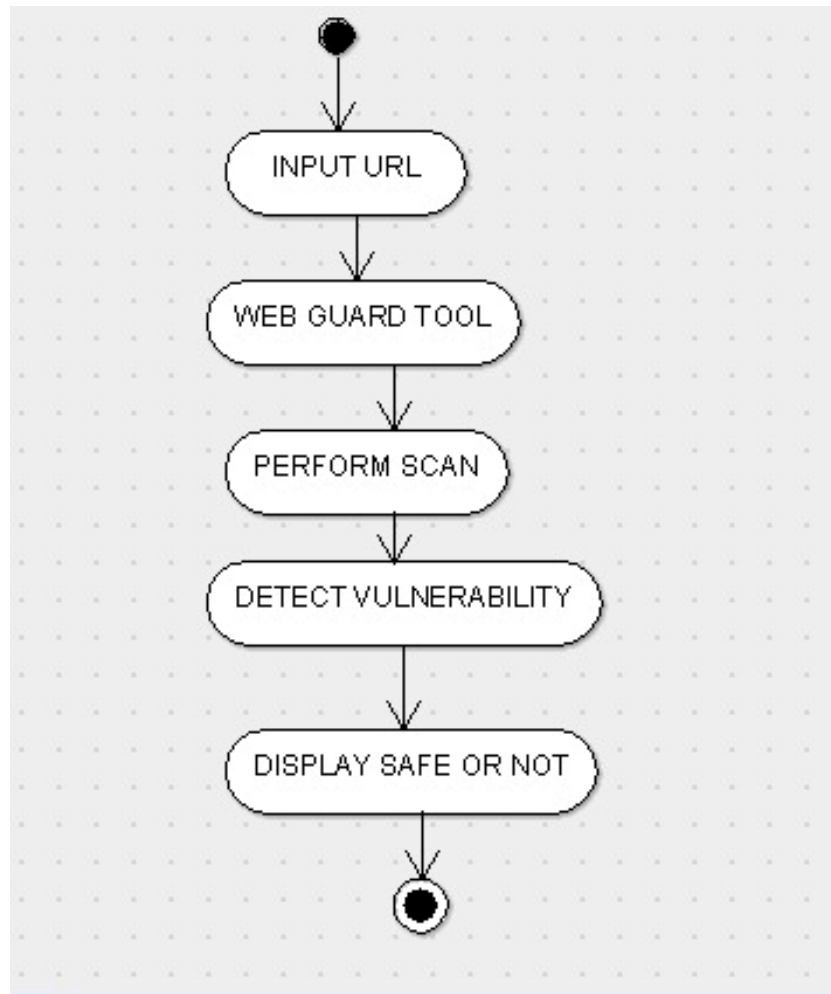 INPUT URL
WEB GUARD TOOL
PERFORM SCAN
DETECT VULNERABILITY
DISPLAY SAFE OR NOT